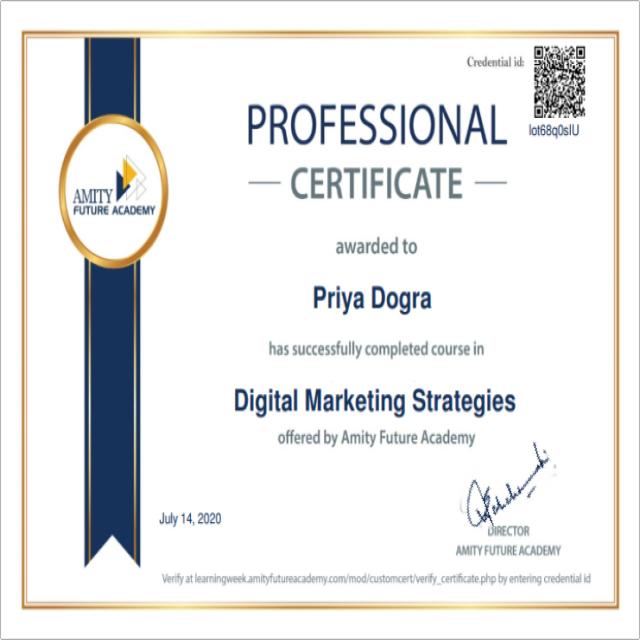 Credential id:
lot68q0sIU
PROFESSIONAL
CERTIFICATE
AMITY
FUTURE ACADEMY
awarded to
Priya Dogra
has successfully completed course in
Digital Marketing Strategies
offered by Amity Future Academy
July 14, 2020
DIRECTOR
AMITY FUTURE ACADEMY
Verify at learningweek.amityfutureacademy.com/mod/customcert/verify_certificate.php by entering credential id